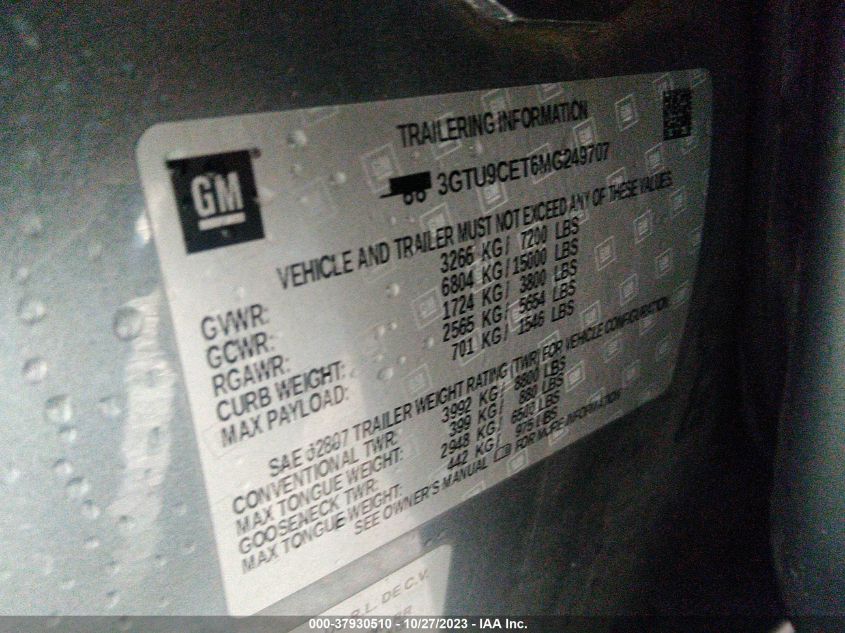 TRAILERING INFORMATION
GM
3GTU9CET6MG249707
VEHICLE AND TRAILER MUST NOT EXCEED ANY OF THESE VALUES
GVWR: 3266 KG/ 7200 LBS
GCWR: 6804 KG/15000 LBS
RGAWR: 1724 KG/ 3800 LBS
CURB WEIGHT: 2565 KG/ 5654 LBS
MAX PAYLOAD: 701 KG/ 1546 LBS
SAE J2807 TRAILER WEIGHT RATING (TWR) FOR VEHICLE CONFIGURATION
CONVENTIONAL TWR: 3992 KG/ 8800 LBS
MAX TONGUE WEIGHT: 399 KG/ 880 LBS
GOOSENECK TWR: 2948 KG/ 6500 LBS
MAX TONGUE WEIGHT: 442 KG/ 975 LBS
SEE OWNER'S MANUAL FOR MORE INFORMATION
R.L. DE C.V.
000-37930510 - 10/27/2023 - IAA Inc.